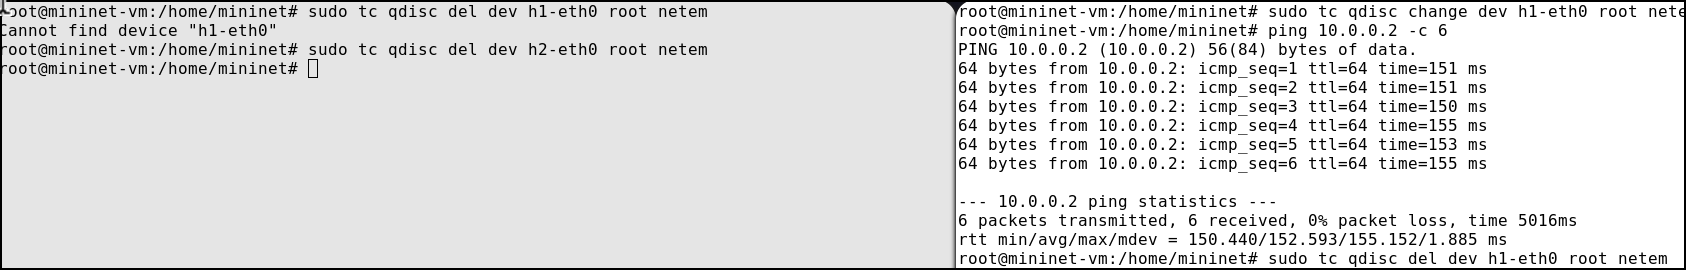 root@mininet-vm:/home/mininet# sudo tc qdisc del dev h1-eth0 root netem
Cannot find device "h1-eth0"
root@mininet-vm:/home/mininet# sudo tc qdisc del dev h2-eth0 root netem
root@mininet-vm:/home/mininet#
root@mininet-vm:/home/mininet# sudo tc qdisc change dev h1-eth0 root nete
root@mininet-vm:/home/mininet# ping 10.0.0.2 -c 6
PING 10.0.0.2 (10.0.0.2) 56(84) bytes of data.
64 bytes from 10.0.0.2: icmp_seq=1 ttl=64 time=151 ms
64 bytes from 10.0.0.2: icmp_seq=2 ttl=64 time=151 ms
64 bytes from 10.0.0.2: icmp_seq=3 ttl=64 time=150 ms
64 bytes from 10.0.0.2: icmp_seq=4 ttl=64 time=155 ms
64 bytes from 10.0.0.2: icmp_seq=5 ttl=64 time=153 ms
64 bytes from 10.0.0.2: icmp_seq=6 ttl=64 time=155 ms
--- 10.0.0.2 ping statistics ---
6 packets transmitted, 6 received, 0% packet loss, time 5016ms
rtt min/avg/max/mdev = 150.440/152.593/155.152/1.885 ms
root@mininet-vm:/home/mininet# sudo tc qdisc del dev h1-eth0 root netem